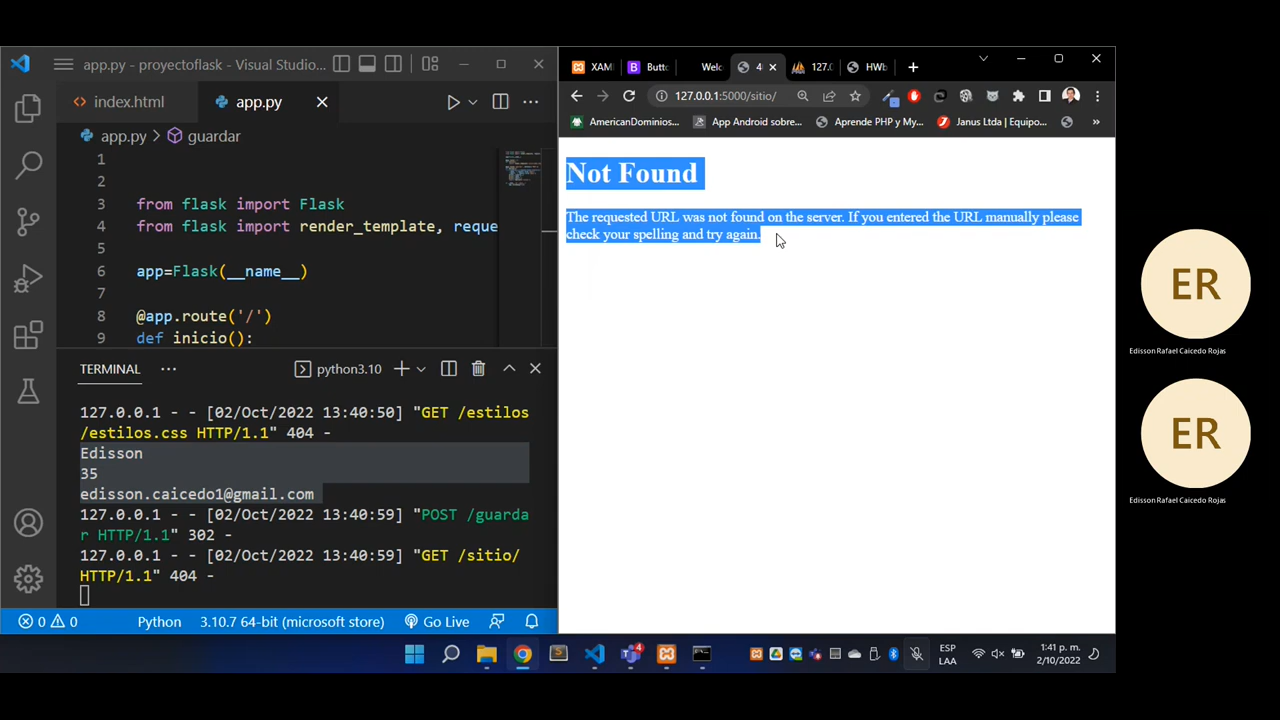 app.py - proyectoflask - Visual Studio...
index.html
app.py
app.py > guardar
1
2
3 from flask import Flask
4 from flask import render_template, reque
5
6 app=Flask(__name__)
7
8 @app.route('/')
9 def inicio():
TERMINAL
python3.10
127.0.0.1 - - [02/Oct/2022 13:40:50] "GET /estilos
/estilos.css HTTP/1.1" 404 -
Edisson
35
edisson.caicedo1@gmail.com
127.0.0.1 - - [02/Oct/2022 13:40:59] "POST /guarda
r HTTP/1.1" 302 -
127.0.0.1 - - [02/Oct/2022 13:40:59] "GET /sitio/
HTTP/1.1" 404 -
0 0 Python 3.10.7 64-bit (microsoft store) Go Live
XAM Butto Welc 4 127.0 HWb
127.0.0.1:5000/sitio/
AmericanDominios... App Android sobre... Aprende PHP y My... Janus Ltda | Equipo... »
Not Found
The requested URL was not found on the server. If you entered the URL manually please
check your spelling and try again.
ER
Edisson Rafael Caicedo Rojas
ER
Edisson Rafael Caicedo Rojas
4
ESP
LAA
1:41 p. m.
2/10/2022